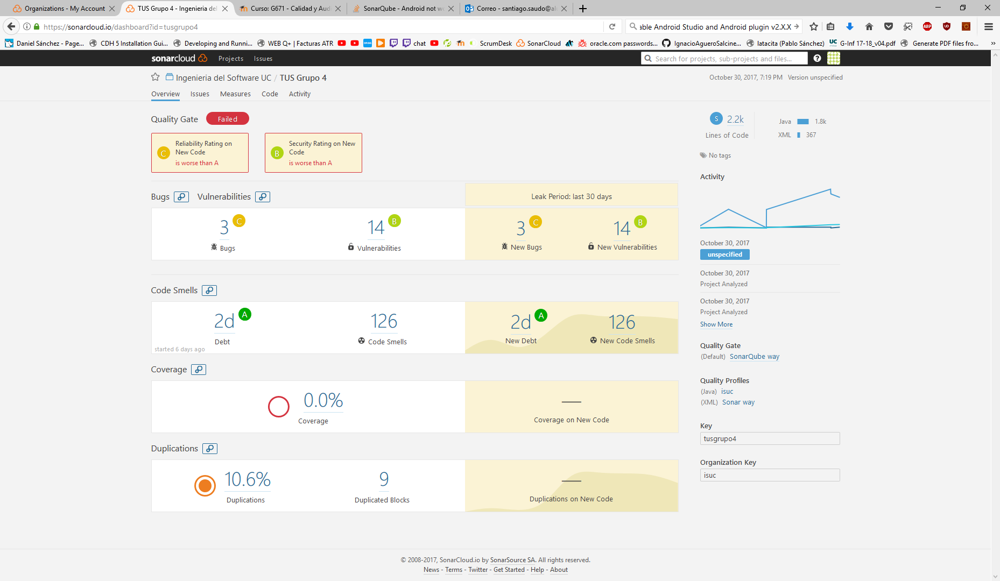 Organizations - My Account
TUS Grupo 4 - Ingenieria del
Curso: G671 - Calidad y Aud
SonarQube - Android not w
Correo - santiago.saudo@al
https://sonarcloud.io/dashboard?id=tusgrupo4
able Android Studio and Android plugin v2.X.X
Daniel Sánchez - Page...
CDH 5 Installation Gui...
Developing and Runni...
WEB Q+ | Facturas ATR
chat
ScrumDesk
SonarCloud
oracle.com passwords...
IgnacioAgueroSalcine...
latacita (Pablo Sánchez)
G-Inf 17-18_v04.pdf
Generate PDF files fro...
sonarcloud Projects Issues
Search for projects, sub-projects and files...
Ingenieria del Software UC / TUS Grupo 4
October 30, 2017, 7:19 PM Version unspecified
Overview Issues Measures Code Activity
Quality Gate Failed
C Reliability Rating on
New Code
is worse than A
B Security Rating on New
Code
is worse than A
Bugs Vulnerabilities
Leak Period: last 30 days
3 C
Bugs
14 B
Vulnerabilities
3 C
New Bugs
14 B
New Vulnerabilities
Code Smells
2d A
Debt
started 6 days ago
126
Code Smells
2d A
New Debt
126
New Code Smells
Coverage
0.0%
Coverage
—
Coverage on New Code
Duplications
10.6%
Duplications
9
Duplicated Blocks
—
Duplications on New Code
S 2.2k
Lines of Code
Java 1.8k
XML 367
No tags
Activity
October 30, 2017
unspecified
October 30, 2017
Project Analyzed
October 30, 2017
Project Analyzed
Show More
Quality Gate
(Default) SonarQube way
Quality Profiles
(Java) isuc
(XML) Sonar way
Key
tusgrupo4
Organization Key
isuc
© 2008-2017, SonarCloud.io by SonarSource SA. All rights reserved.
News - Terms - Twitter - Get Started - Help - About